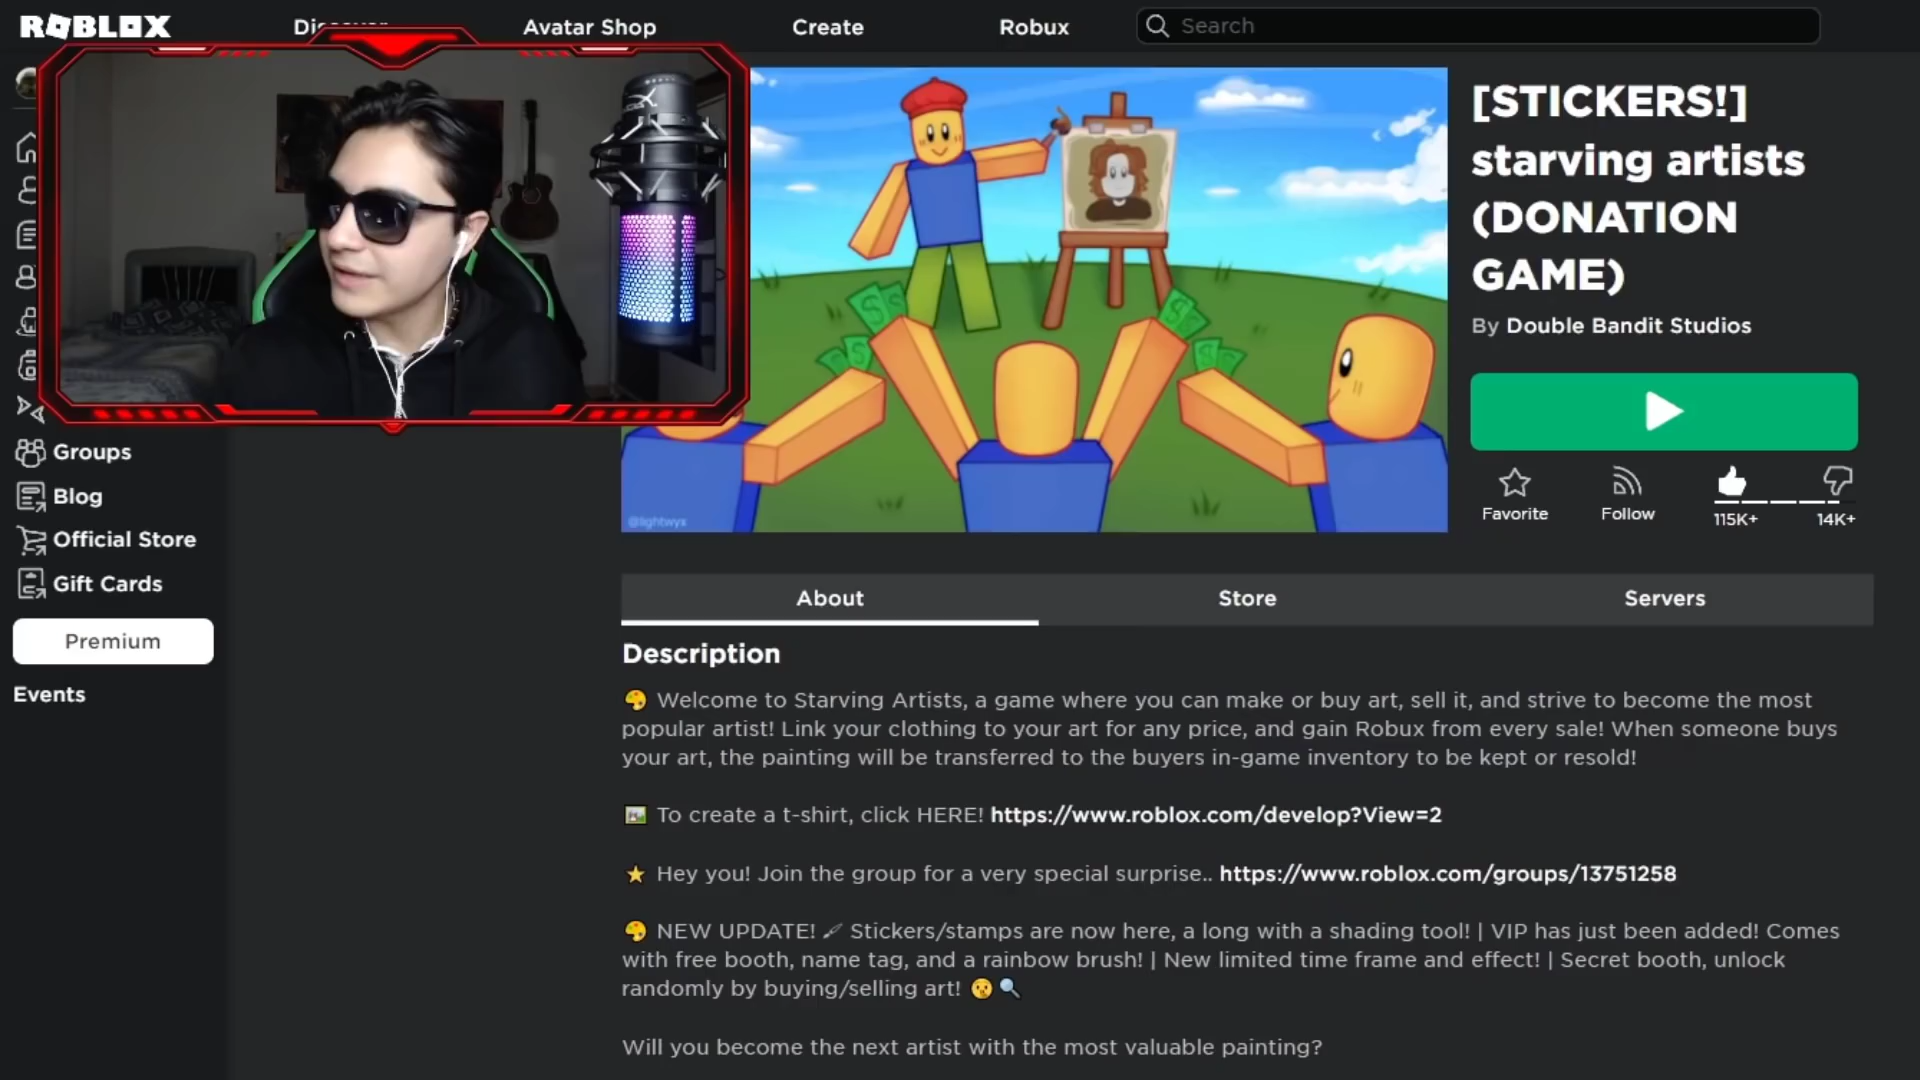 ROBLOX
Discover
Avatar Shop
Create
Robux
Search
[STICKERS!]
starving artists
(DONATION
GAME)
By Double Bandit Studios
Favorite
Follow
115K+
14K+
@lightwyx
Groups
Blog
Official Store
Gift Cards
Premium
Events
About
Store
Servers
Description
Welcome to Starving Artists, a game where you can make or buy art, sell it, and strive to become the most
popular artist! Link your clothing to your art for any price, and gain Robux from every sale! When someone buys
your art, the painting will be transferred to the buyers in-game inventory to be kept or resold!
To create a t-shirt, click HERE! https://www.roblox.com/develop?View=2
Hey you! Join the group for a very special surprise.. https://www.roblox.com/groups/13751258
NEW UPDATE! 🖌 Stickers/stamps are now here, a long with a shading tool! | VIP has just been added! Comes
with free booth, name tag, and a rainbow brush! | New limited time frame and effect! | Secret booth, unlock
randomly by buying/selling art! 🤫🔍
Will you become the next artist with the most valuable painting?